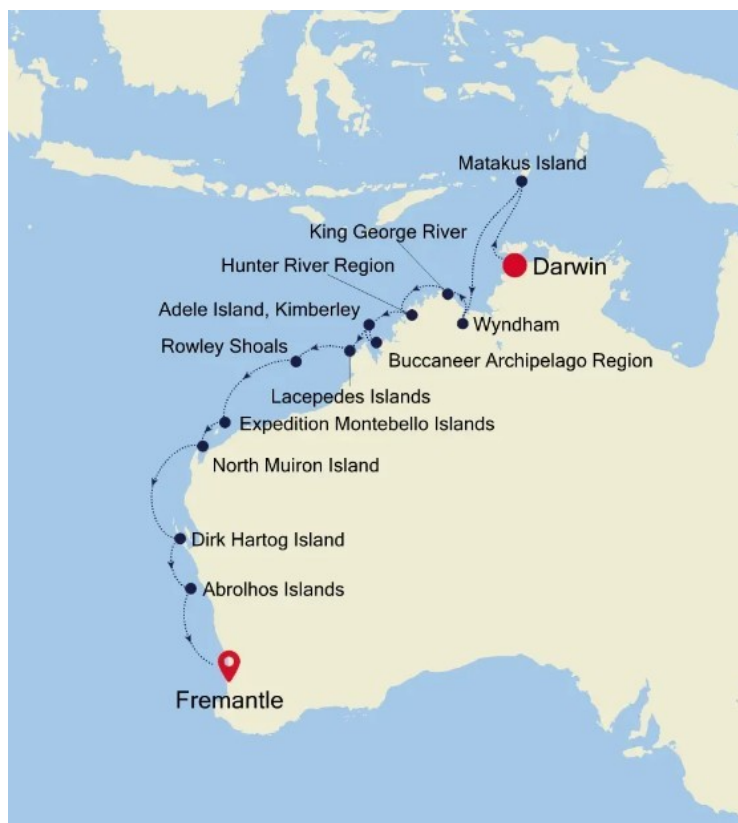 Matakus Island
King George River
Hunter River Region
Darwin
Adele Island, Kimberley
Wyndham
Rowley Shoals
Buccaneer Archipelago Region
Lacepedes Islands
Expedition Montebello Islands
North Muiron Island
Dirk Hartog Island
Abrolhos Islands
Fremantle